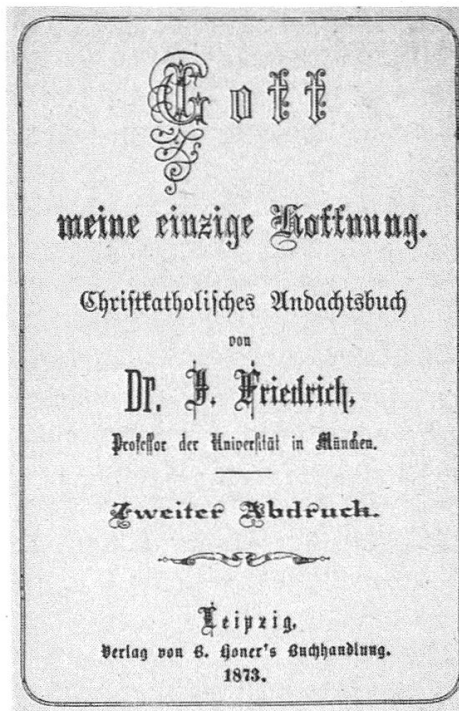 Gott
meine einzige Hoffnung.
Christkatholisches Andachtsbuch
von
Dr. J. Friedrich,
Professor der Universität in München.
Zweiter Abdruck.
Leipzig,
Verlag von B. Honer's Buchhandlung.
1873.